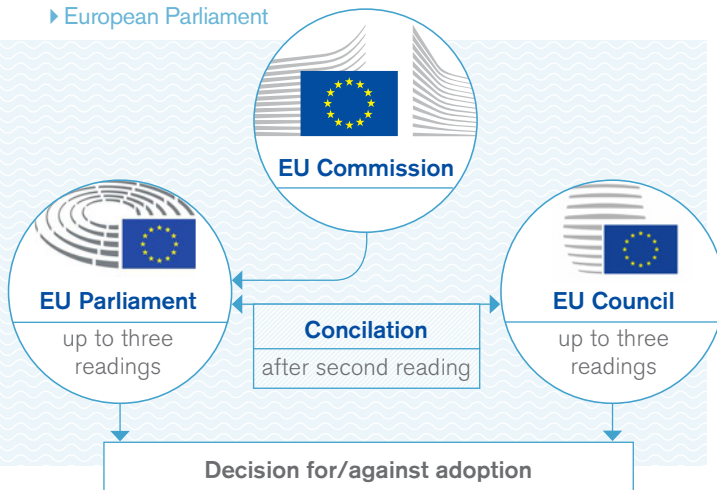 European Parliament
EU Commission
EU Parliament
up to three
readings
Concilation
after second reading
EU Council
up to three
readings
Decision for/against adoption